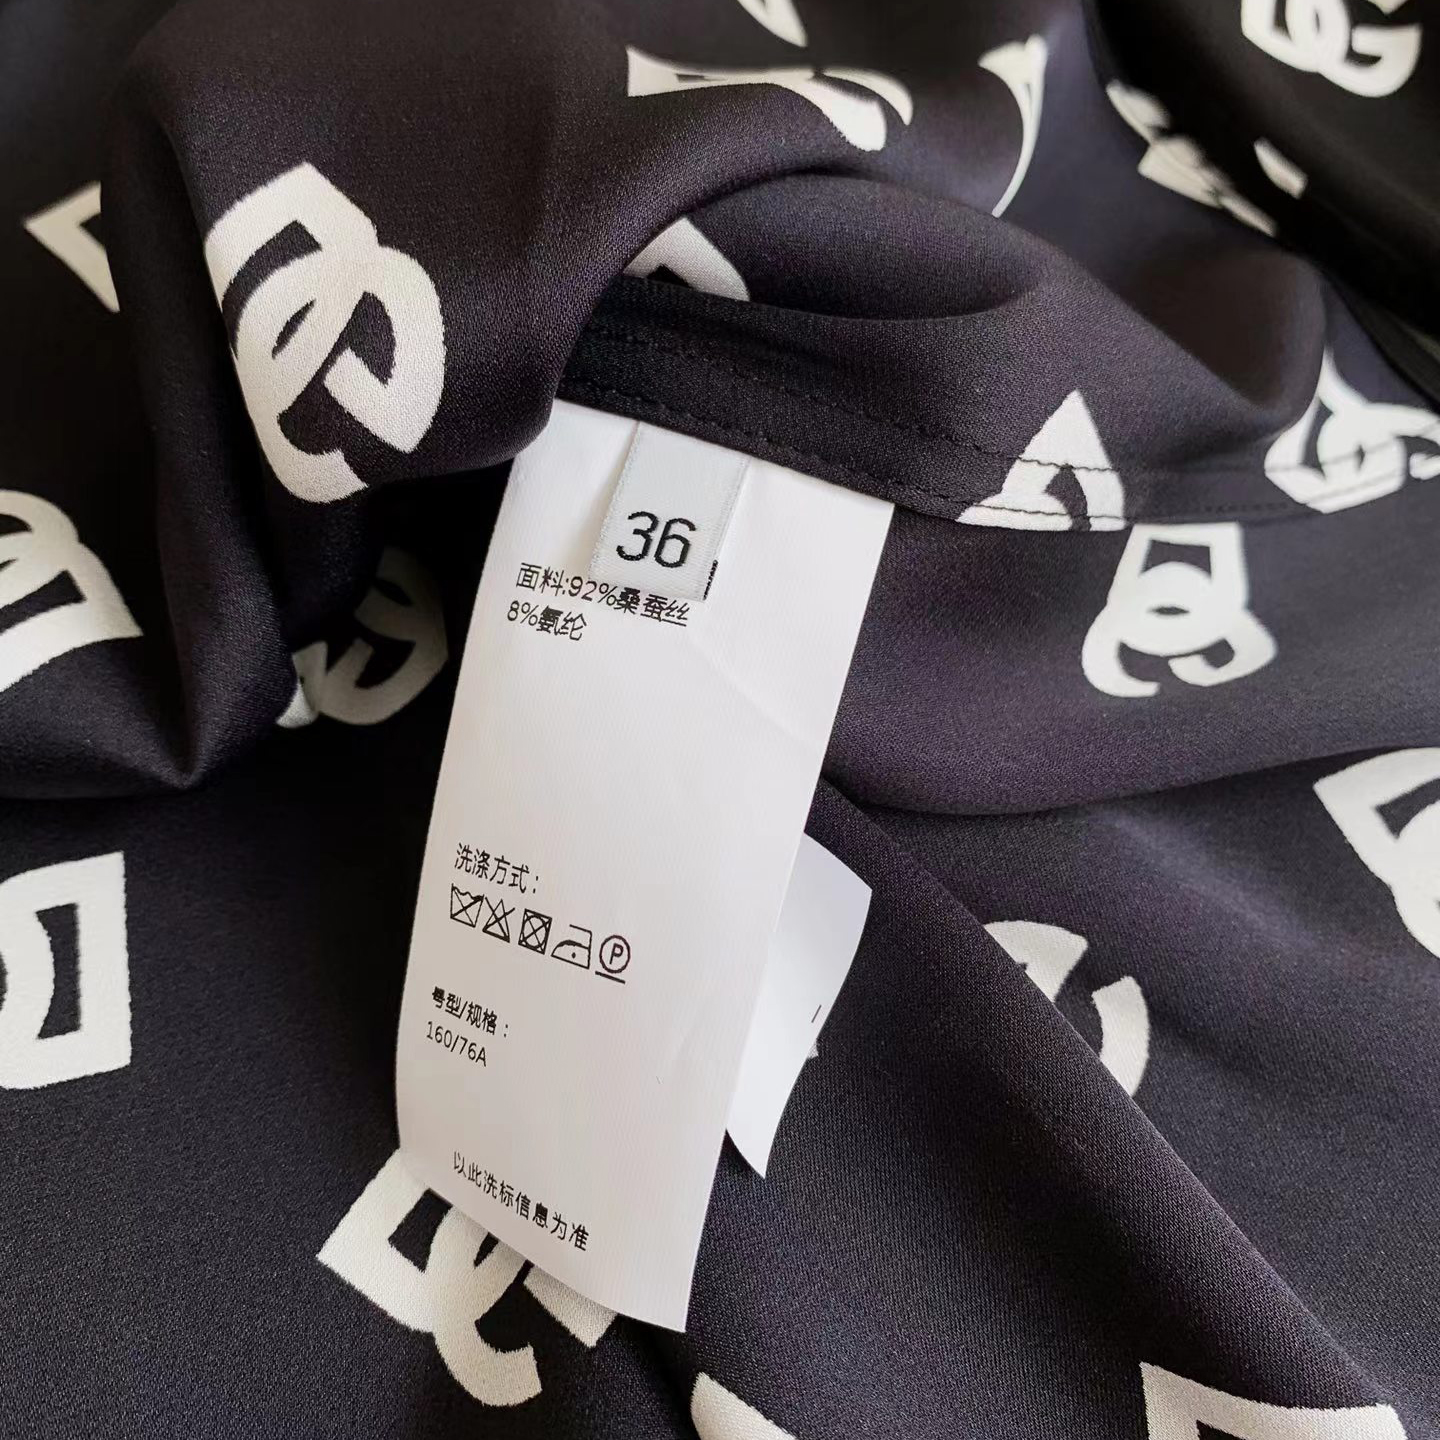 DG
36
面料:92%桑蚕丝
8%氨纶
洗涤方式：
P
号型/规格：
160/76A
以此洗标信息为准